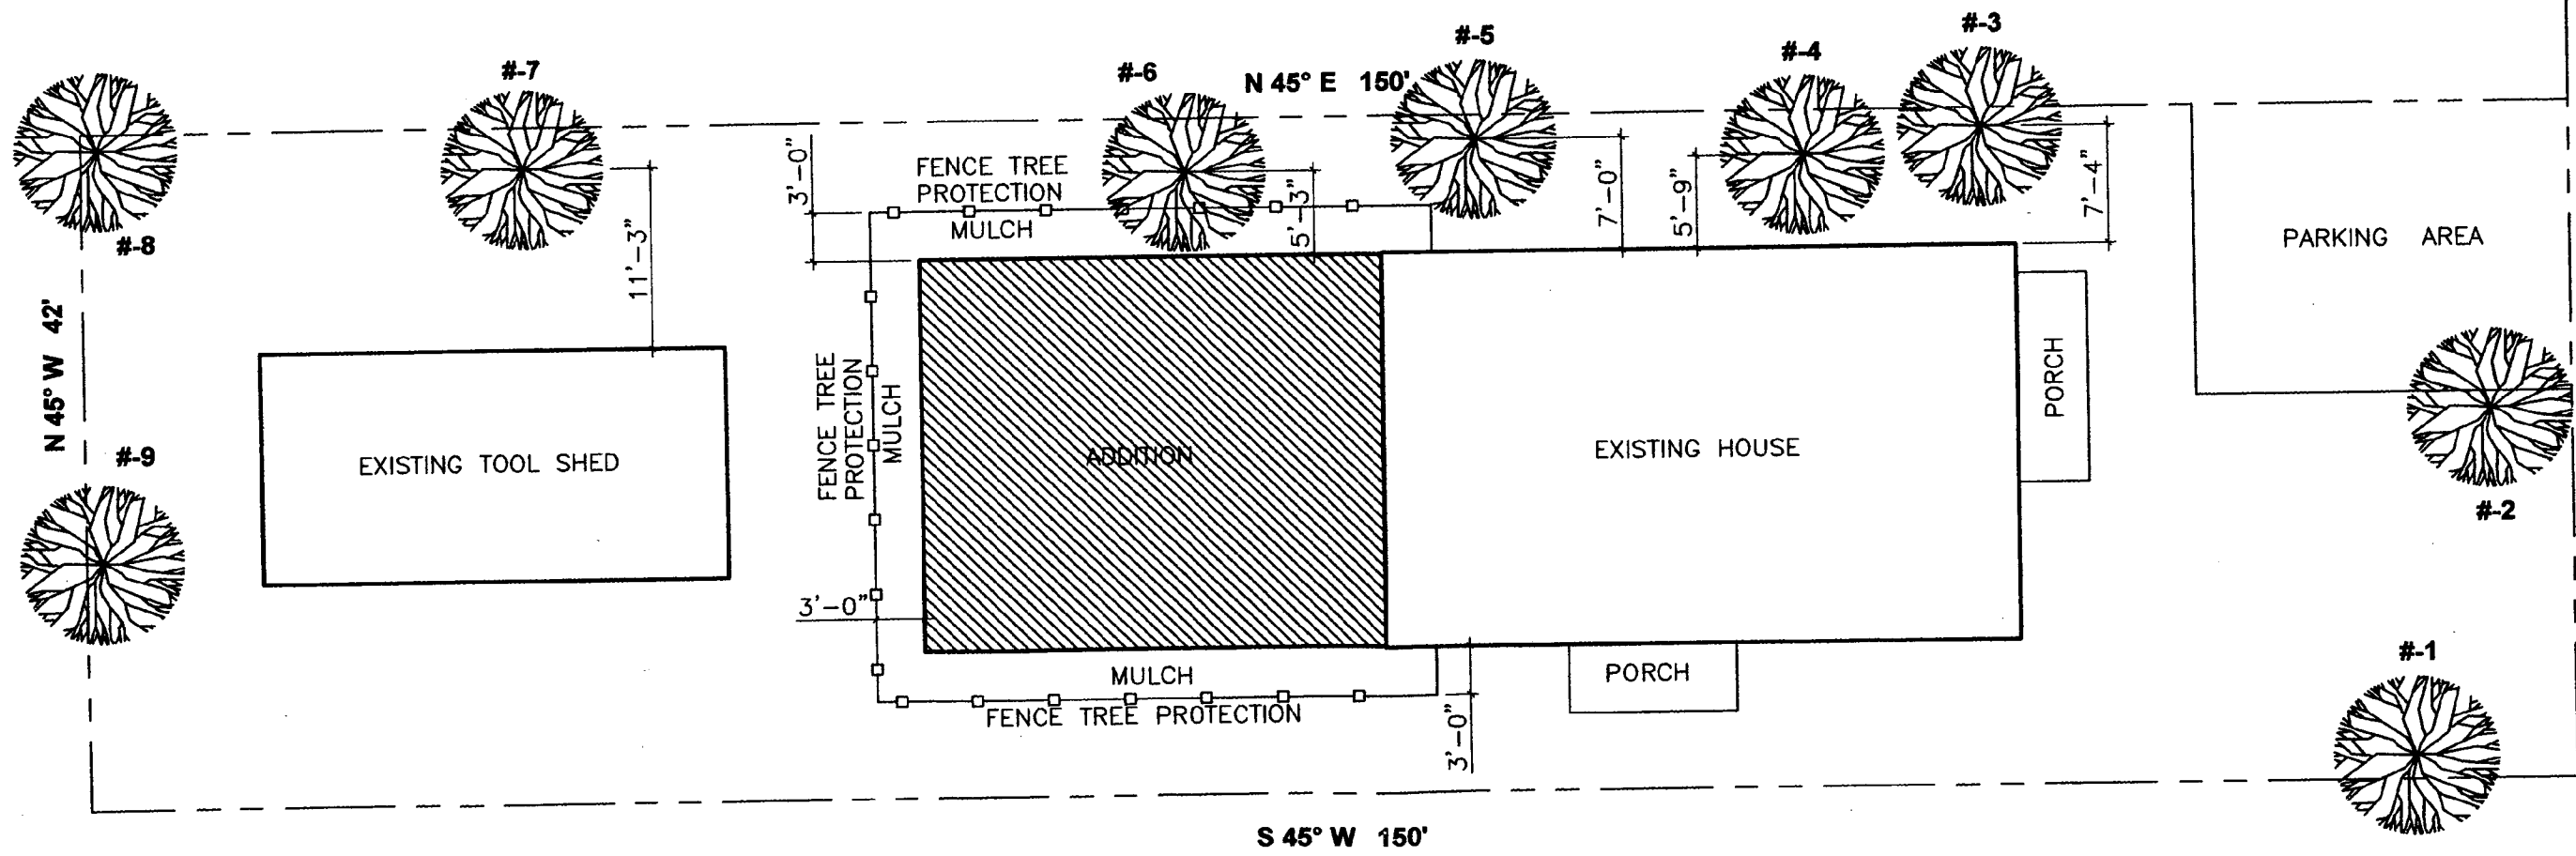 #-3
#-5
#-4
#-7
#-6
N 45° E 150'
3'-0"
FENCE TREE
PROTECTION
MULCH
5'-3"
7'-0"
5'-9"
7'-4"
11'-3"
#-8
PARKING AREA
N 45° W 42'
FENCE TREE
PROTECTION
MULCH
PORCH
#-9
EXISTING TOOL SHED
ADDITION
EXISTING HOUSE
#-2
3'-0"
#-1
MULCH
PORCH
FENCE TREE PROTECTION
3'-0"
S 45° W 150'